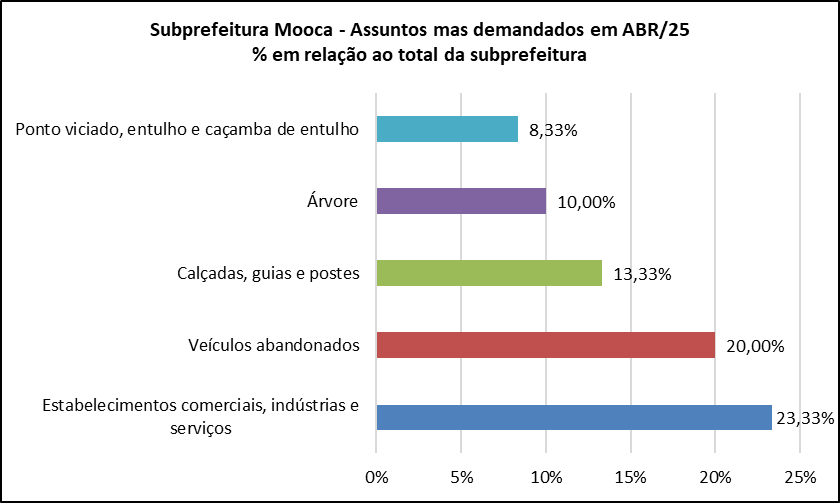 Subprefeitura Mooca - Assuntos mas demandados em ABR/25
% em relação ao total da subprefeitura
Ponto viciado, entulho e caçamba de entulho
8,33%
Árvore
10,00%
Calçadas, guias e postes
13,33%
Veículos abandonados
20,00%
Estabelecimentos comerciais, indústrias e
serviços
23,33%
0% 5% 10% 15% 20% 25%